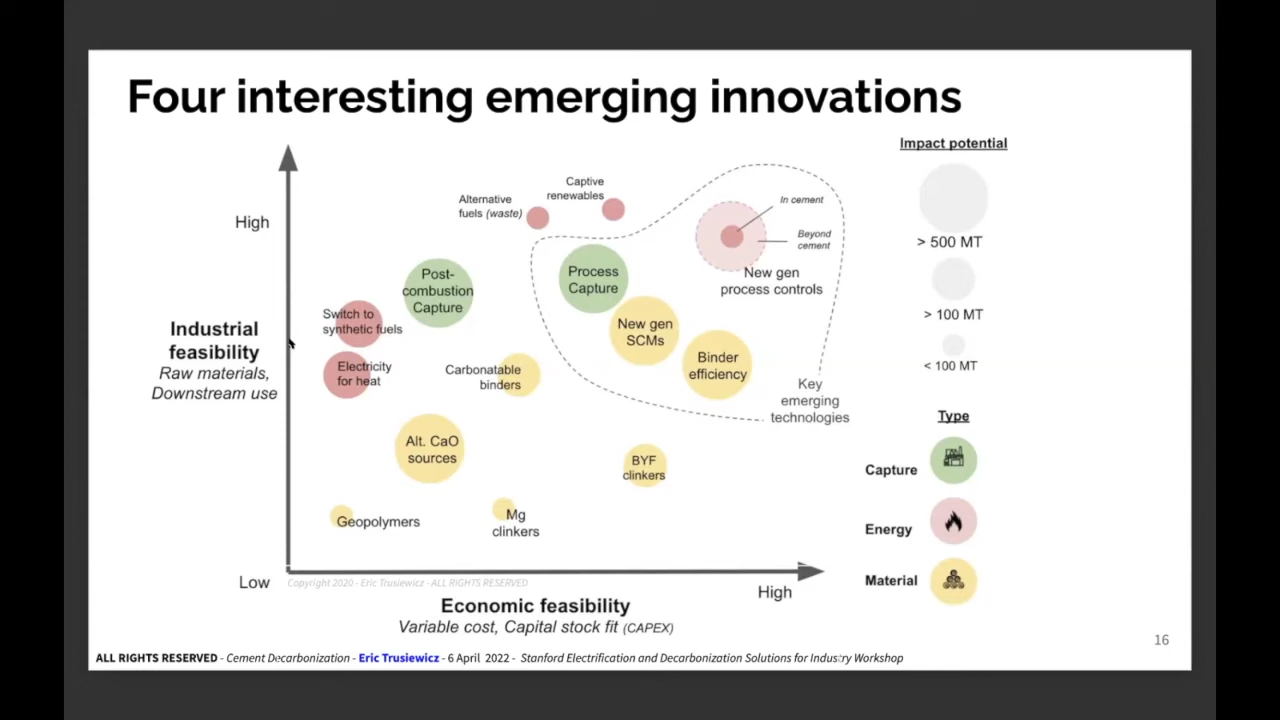 Four interesting emerging innovations
Impact potential
> 500 MT
> 100 MT
< 100 MT
Type
Capture
Energy
Material
High
Industrial
feasibility
Raw materials,
Downstream use
Low
Alternative
fuels (waste)
Captive
renewables
In cement
Beyond
cement
New gen
process controls
Post-
combustion
Capture
Process
Capture
Switch to
synthetic fuels
New gen
SCMs
Electricity
for heat
Carbonatable
binders
Binder
efficiency
Key
emerging
technologies
Alt. CaO
sources
BYF
clinkers
Geopolymers
Mg
clinkers
Copyright 2020 - Eric Trusiewicz - ALL RIGHTS RESERVED
High
Economic feasibility
Variable cost, Capital stock fit (CAPEX)
16
ALL RIGHTS RESERVED - Cement Decarbonization - Eric Trusiewicz - 6 April 2022 - Stanford Electrification and Decarbonization Solutions for Industry Workshop